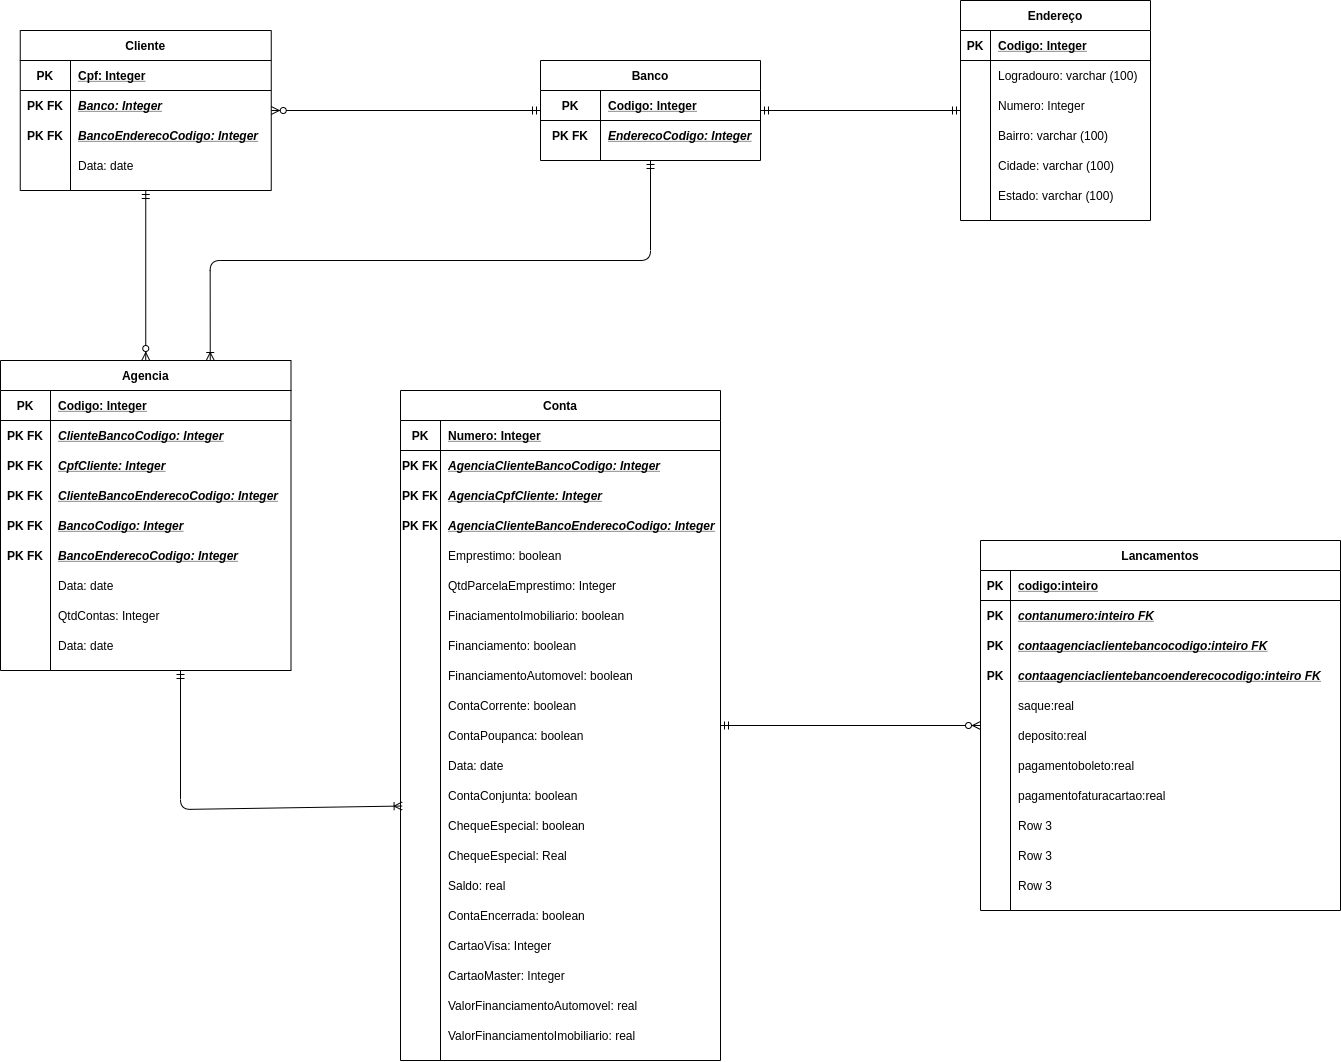 Cliente
PK Cpf: Integer
PK FK Banco: Integer
PK FK BancoEnderecoCodigo: Integer
Data: date
Banco
PK Codigo: Integer
PK FK EnderecoCodigo: Integer
Endereço
PK Codigo: Integer
Logradouro: varchar (100)
Numero: Integer
Bairro: varchar (100)
Cidade: varchar (100)
Estado: varchar (100)
Agencia
PK Codigo: Integer
PK FK ClienteBancoCodigo: Integer
PK FK CpfCliente: Integer
PK FK ClienteBancoEnderecoCodigo: Integer
PK FK BancoCodigo: Integer
PK FK BancoEnderecoCodigo: Integer
Data: date
QtdContas: Integer
Data: date
Conta
PK Numero: Integer
PK FK AgenciaClienteBancoCodigo: Integer
PK FK AgenciaCpfCliente: Integer
PK FK AgenciaClienteBancoEnderecoCodigo: Integer
Emprestimo: boolean
QtdParcelaEmprestimo: Integer
FinaciamentoImobiliario: boolean
Financiamento: boolean
FinanciamentoAutomovel: boolean
ContaCorrente: boolean
ContaPoupanca: boolean
Data: date
ContaConjunta: boolean
ChequeEspecial: boolean
ChequeEspecial: Real
Saldo: real
ContaEncerrada: boolean
CartaoVisa: Integer
CartaoMaster: Integer
ValorFinanciamentoAutomovel: real
ValorFinanciamentoImobiliario: real
Lancamentos
PK codigo:inteiro
PK contanumero:inteiro FK
PK contaagenciaclientebancocodigo:inteiro FK
PK contaagenciaclientebancoenderecocodigo:inteiro FK
saque:real
deposito:real
pagamentoboleto:real
pagamentofaturacartao:real
Row 3
Row 3
Row 3